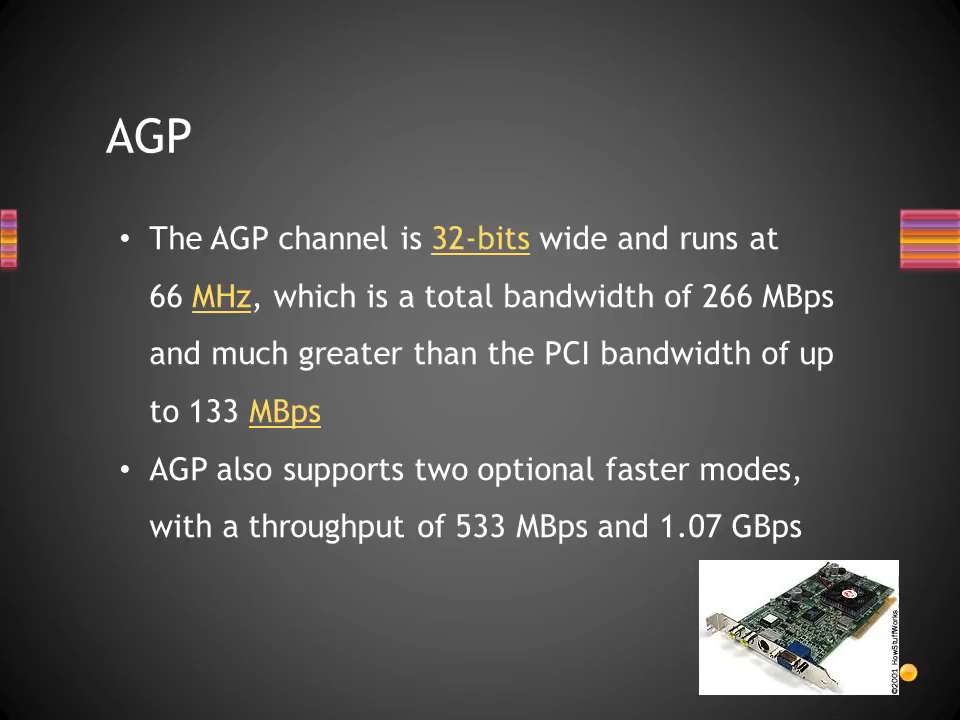 AGP
• The AGP channel is 32-bits wide and runs at
66 MHz, which is a total bandwidth of 266 MBps
and much greater than the PCI bandwidth of up
to 133 MBps
• AGP also supports two optional faster modes,
with a throughput of 533 MBps and 1.07 GBps
©2001 HowStuffWorks